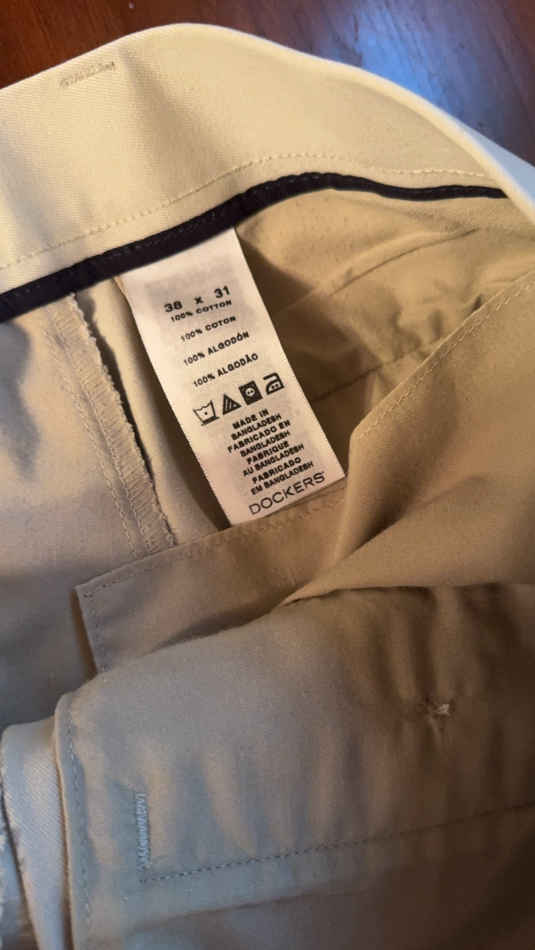 38 x 31
100% COTTON
100% COTON
100% ALGODÓN
100% ALGODÃO
MADE IN
BANGLADESH
FABRICADO EN
BANGLADESH
FABRIQUE
AU BANGLADESH
FABRICADO
EM BANGLADESH
DOCKERS®